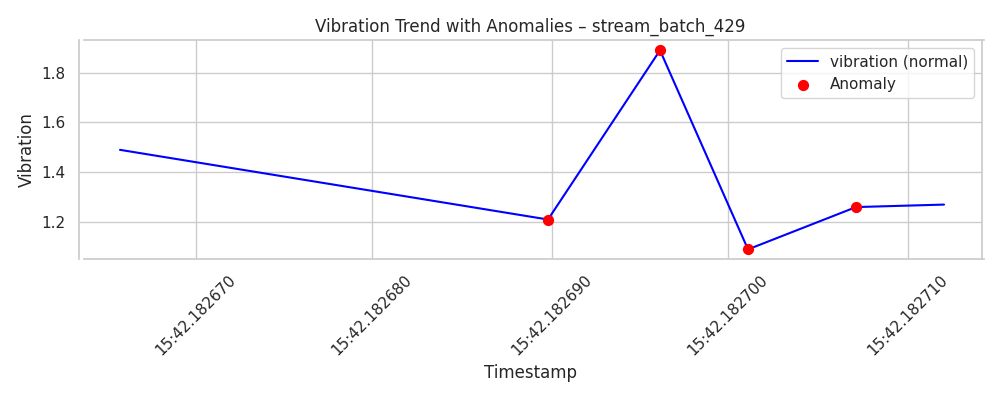 Vibration Trend with Anomalies – stream_batch_429
vibration (normal)
Anomaly
Vibration
1.8
1.6
1.4
1.2
15:42.182670
15:42.182680
15:42.182690
15:42.182700
15:42.182710
Timestamp